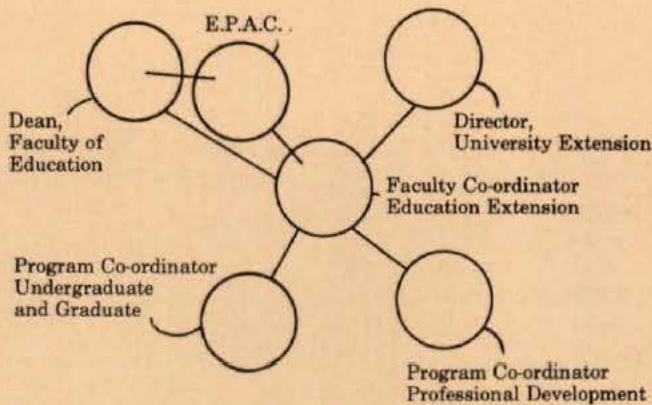 E.P.A.C.
Dean,
Faculty of
Education
Director,
University Extension
Faculty Co-ordinator
Education Extension
Program Co-ordinator
Undergraduate
and Graduate
Program Co-ordinator
Professional Development